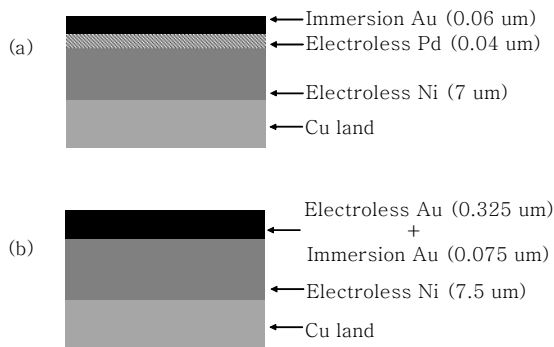 (a)
Immersion Au (0.06 um)
Electroless Pd (0.04 um)
Electroless Ni (7 um)
Cu land
(b)
Electroless Au (0.325 um)
+
Immersion Au (0.075 um)
Electroless Ni (7.5 um)
Cu land